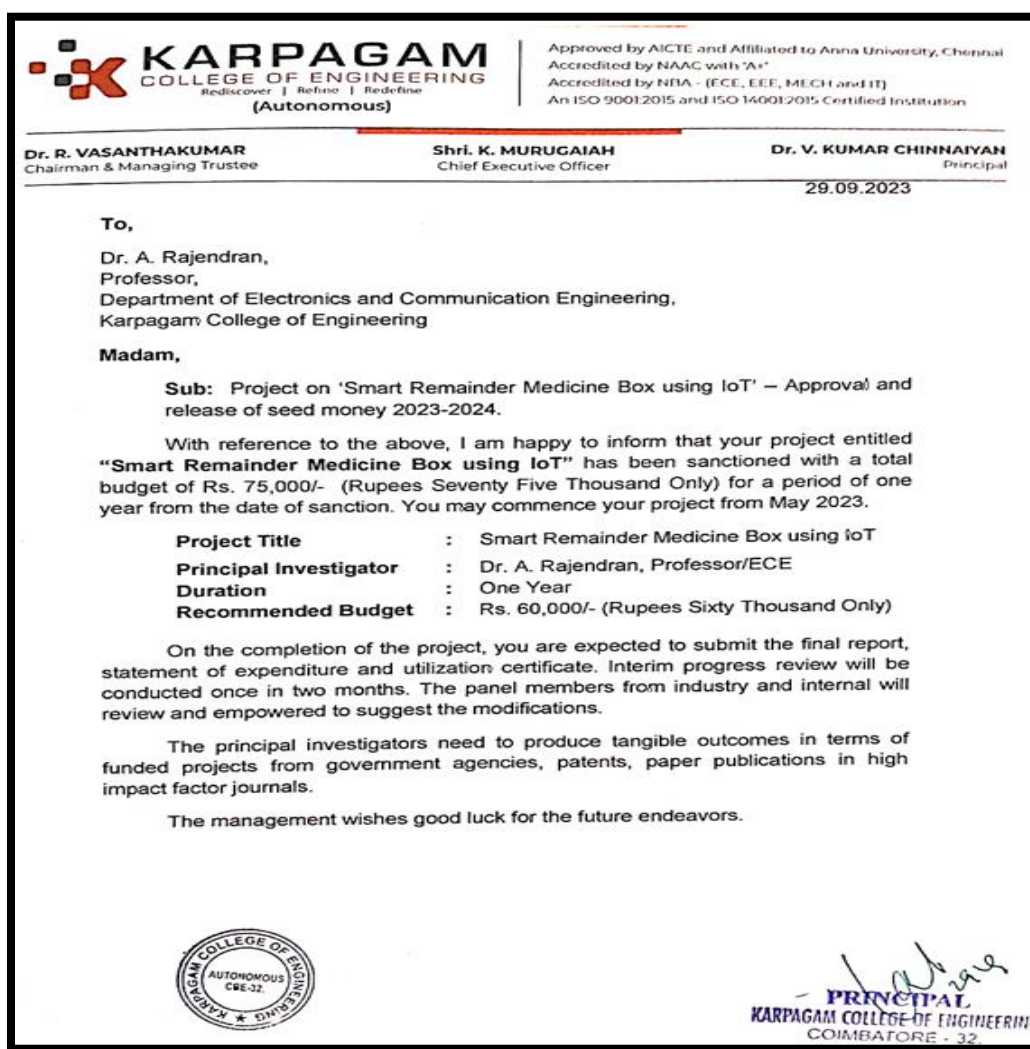 KARPAGAM
COLLEGE OF ENGINEERING
Rediscover | Refine | Redefine
(Autonomous)
Approved by AICTE and Affiliated to Anna University, Chennai
Accredited by NAAC with 'A+'
Accredited by NBA - (ECE, EEE, MECH and IT)
An ISO 9001:2015 and ISO 14001:2015 Certified Institution
Dr. R. VASANTHAKUMAR
Chairman & Managing Trustee
Shri. K. MURUGAIAH
Chief Executive Officer
Dr. V. KUMAR CHINNAIYAN
Principal
29.09.2023
To,
Dr. A. Rajendran,
Professor,
Department of Electronics and Communication Engineering,
Karpagam College of Engineering
Madam,
Sub: Project on 'Smart Remainder Medicine Box using IoT' – Approval and
release of seed money 2023-2024.
With reference to the above, I am happy to inform that your project entitled
“Smart Remainder Medicine Box using IoT” has been sanctioned with a total
budget of Rs. 75,000/- (Rupees Seventy Five Thousand Only) for a period of one
year from the date of sanction. You may commence your project from May 2023.
Project Title : Smart Remainder Medicine Box using IoT
Principal Investigator : Dr. A. Rajendran, Professor/ECE
Duration : One Year
Recommended Budget : Rs. 60,000/- (Rupees Sixty Thousand Only)
On the completion of the project, you are expected to submit the final report,
statement of expenditure and utilization certificate. Interim progress review will be
conducted once in two months. The panel members from industry and internal will
review and empowered to suggest the modifications.
The principal investigators need to produce tangible outcomes in terms of
funded projects from government agencies, patents, paper publications in high
impact factor journals.
The management wishes good luck for the future endeavors.
KARPAGAM COLLEGE OF ENGINEERING
AUTONOMOUS
CBE-32.
PRINCIPAL
KARPAGAM COLLEGE OF ENGINEERIN
COIMBATORE - 32.